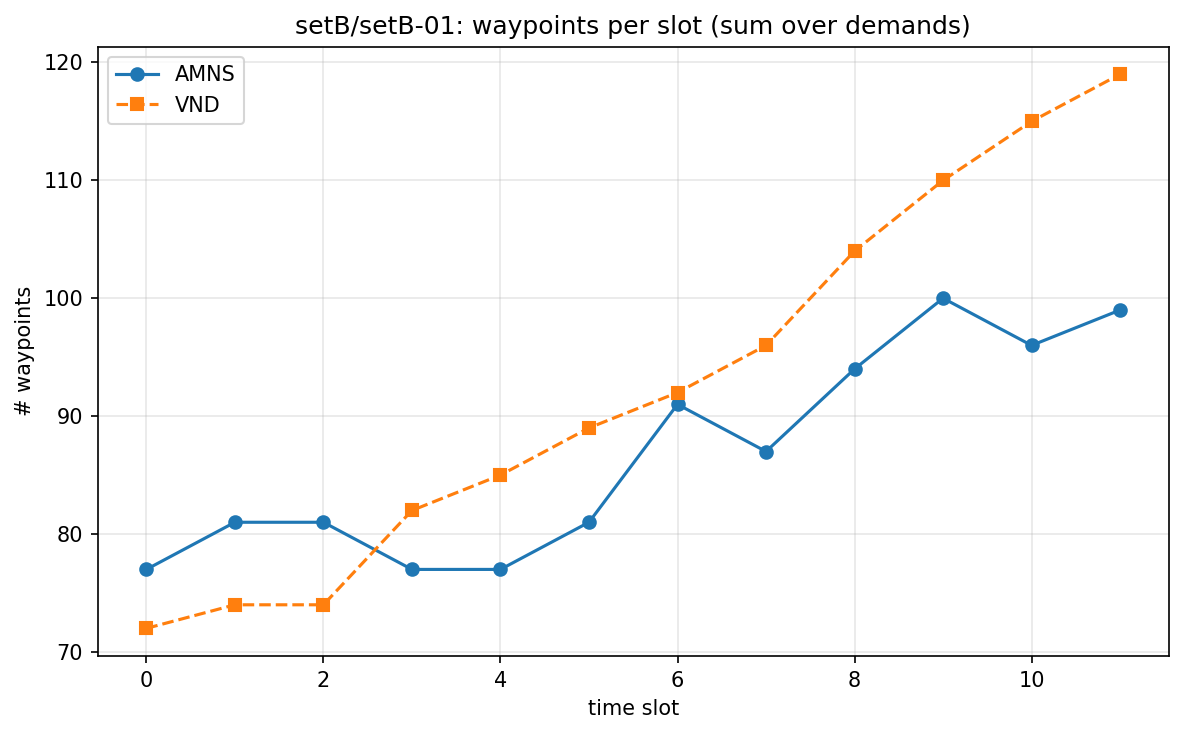 setB/setB-01: waypoints per slot (sum over demands)
AMNS
VND
120
110
100
90
80
70
# waypoints
0 2 4 6 8 10
time slot